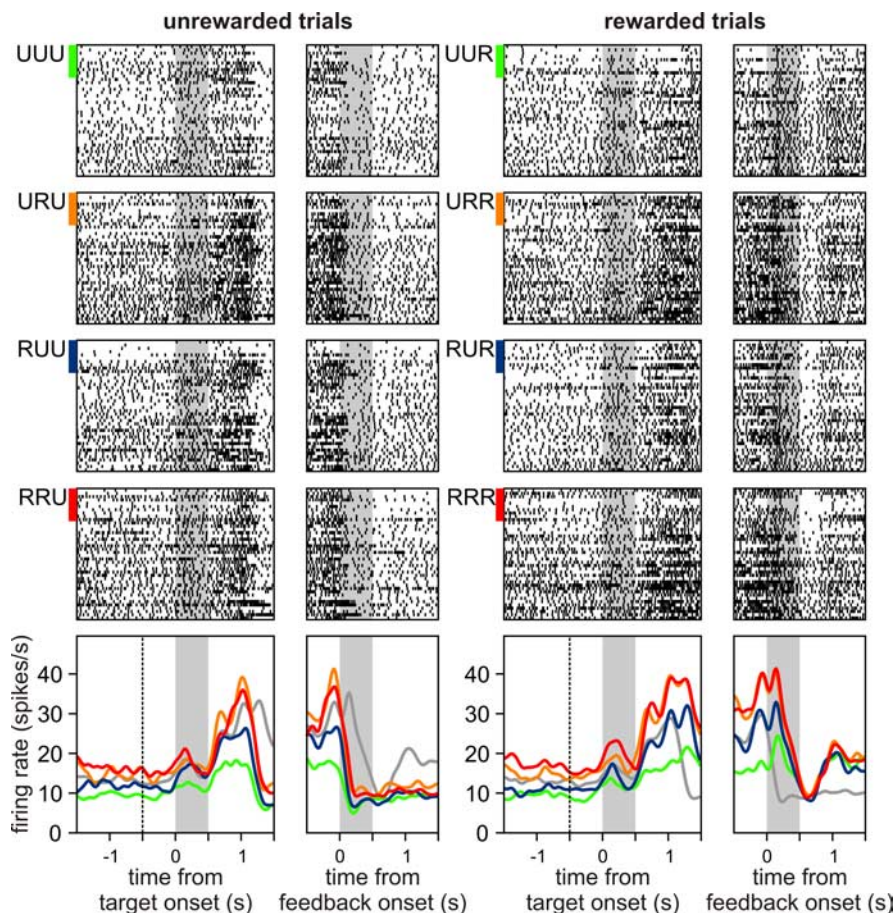 unrewarded trials
rewarded trials
UUU
UUR
URU
URR
RUU
RUR
RRU
RRR
firing rate (spikes/s)
40
30
20
10
0
-1 0 1
0 1
-1 0 1
0 1
time from
target onset (s)
time from
feedback onset (s)
time from
target onset (s)
time from
feedback onset (s)